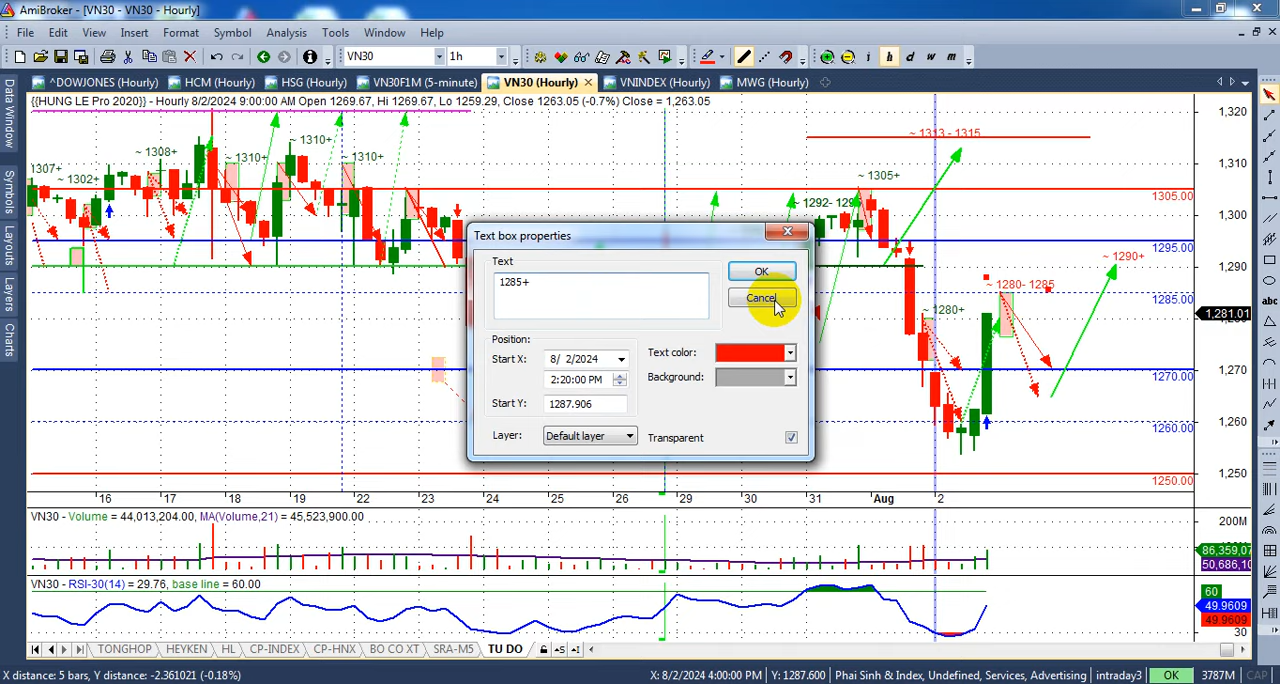 AmiBroker - [VN30 - VN30 - Hourly]
File Edit View Insert Format Symbol Analysis Tools Window Help
VN30 1h i h d w m
^DOWJONES (Hourly) HCM (Hourly) HSG (Hourly) VN30F1M (5-minute) VN30 (Hourly) VNINDEX (Hourly) MWG (Hourly)
Data Window
Symbols
Layouts
Layers
Charts
{{HUNG LE Pro 2020}} - Hourly 8/2/2024 9:00:00 AM Open 1269.67, Hi 1269.67, Lo 1259.29, Close 1263.05 (-0.7%) Close = 1,263.05
1,320
~ 1313 - 1315
~ 1310+
~ 1308+
~ 1310+
~ 1310+
1,310
1307+
~ 1302+
~ 1305+
1305.00
~ 1292- 129
1,300
1295.00
1,290
~ 1290+
~ 1280- 1285
1285.00
~ 1280+
1,281.01
1270.00
1,270
1260.00
1,260
1,250
1250.00
Text box properties
Text
1285+
OK
Cancel
Position:
Start X: 8/ 2/2024
2:20:00 PM
Start Y: 1287.906
Text color:
Background:
Layer: Default layer
Transparent
16 17 18 19 22 23 24 25 26 29 30 31 Aug 2
VN30 - Volume = 44,013,204.00, MA(Volume,21) = 45,523,900.00
200M
86,359,07
50,686,10
VN30 - RSI-30(14) = 29.76, base line = 60.00
60
49.9609
49.9609
30
TONGHOP HEYKEN HL CP-INDEX CP-HNX BO CO XT SRA-M5 TU DO
X distance: 5 bars, Y distance: -2.361021 (-0.18%) X: 8/2/2024 4:00:00 PM Y: 1287.600 Phai Sinh & Index, Undefined, Services, Advertising intraday3 OK 3787M CAP
abc